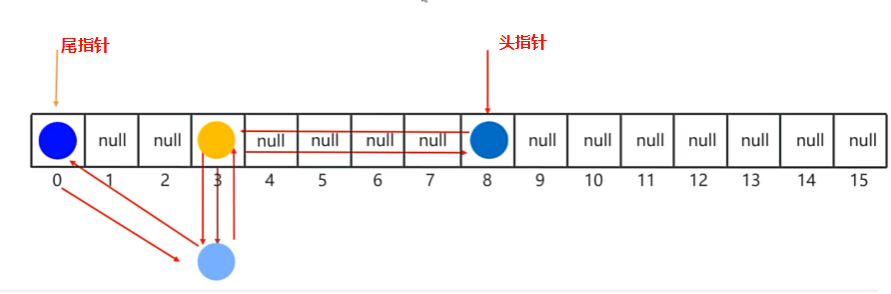 尾指针 头指针
null null null null null null null null null null null null null
0 1 2 3 4 5 6 7 8 9 10 11 12 13 14 15